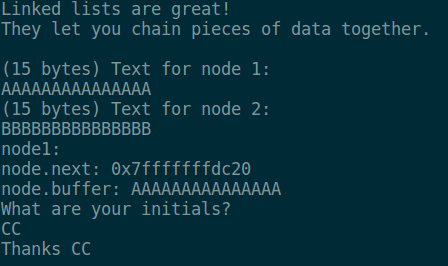 Linked lists are great!
They let you chain pieces of data together.
(15 bytes) Text for node 1:
AAAAAAAAAAAAAAA
(15 bytes) Text for node 2:
BBBBBBBBBBBBBBB
node1:
node.next: 0x7fffffffdc20
node.buffer: AAAAAAAAAAAAAAA
What are your initials?
CC
Thanks CC